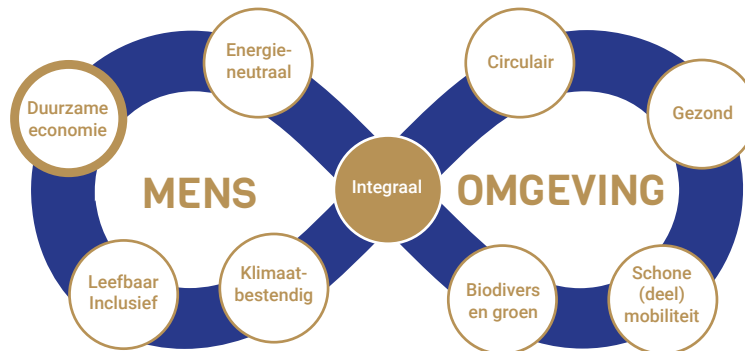 Energie-
neutraal
Circulair
Duurzame
economie
Gezond
MENS
Integraal
OMGEVING
Leefbaar
Inclusief
Klimaat-
bestendig
Biodivers
en groen
Schone
(deel)
mobiliteit